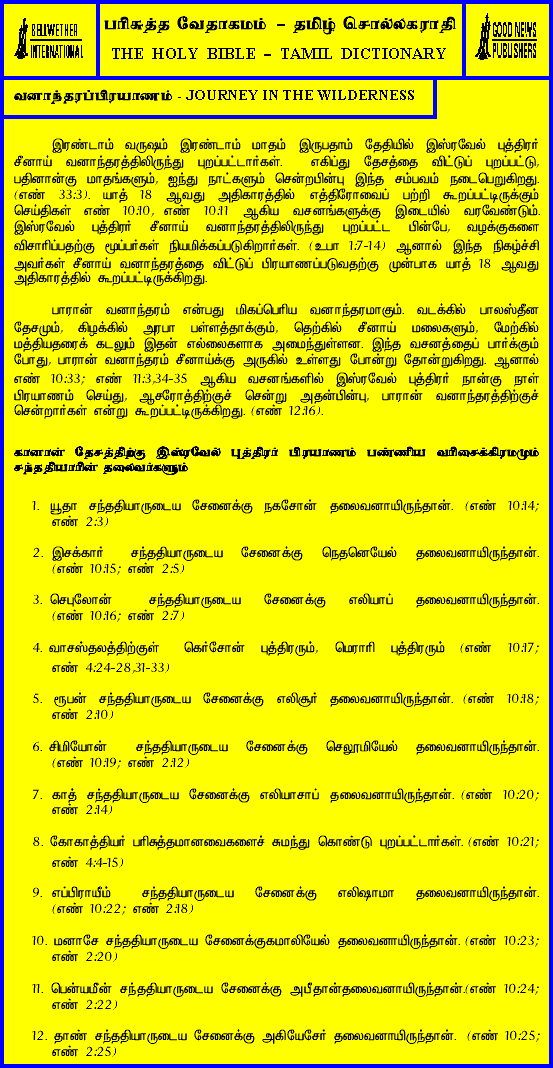 BELLWETHER
INTERNATIONAL
பரிசுத்த வேதாகமம் – தமிழ் சொல்லகராதி
THE HOLY BIBLE – TAMIL DICTIONARY
GOOD NEWS
PUBLISHERS
வனாந்தரப்பிரயாணம் - JOURNEY IN THE WILDERNESS
இரண்டாம் வருஷம் இரண்டாம் மாதம் இருபதாம் தேதியில் இஸ்ரவேல் புத்திரர்
சீனாய் வனாந்தரத்திலிருந்து புறப்பட்டார்கள். எகிப்து தேசத்தை விட்டுப் புறப்பட்டு,
பதினான்கு மாதங்களும், ஐந்து நாட்களும் சென்றபின்பு இந்த சம்பவம் நடைபெறுகிறது.
(எண் 33:3). யாத் 18 ஆவது அதிகாரத்தில் எத்திரோவைப் பற்றி கூறப்பட்டிருக்கும்
செய்திகள் எண் 10:10, எண் 10:11 ஆகிய வசனங்களுக்கு இடையில் வரவேண்டும்.
இஸ்ரவேல் புத்திரர் சீனாய் வனாந்தரத்திலிருந்து புறப்பட்ட பின்பே, வழக்குகளை
விசாரிப்பதற்கு மூப்பர்கள் நியமிக்கப்படுகிறார்கள். (உபா 1:7-14) ஆனால் இந்த நிகழ்ச்சி
அவர்கள் சீனாய் வனாந்தரத்தை விட்டுப் பிரயாணப்படுவதற்கு முன்பாக யாத் 18 ஆவது
அதிகாரத்தில் கூறப்பட்டிருக்கிறது.
பாரான் வனாந்தரம் என்பது மிகப்பெரிய வனாந்தரமாகும். வடக்கில் பாலஸ்தீன
தேசமும், கிழக்கில் அரபா பள்ளத்தாக்கும், தெற்கில் சீனாய் மலைகளும், மேற்கில்
மத்தியதரைக் கடலும் இதன் எல்லைகளாக அமைந்துள்ளன. இந்த வசனத்தைப் பார்க்கும்
போது, பாரான் வனாந்தரம் சீனாய்க்கு அருகில் உள்ளது போன்று தோன்றுகிறது. ஆனால்
எண் 10:33; எண் 11:3,34-35 ஆகிய வசனங்களில் இஸ்ரவேல் புத்திரர் நான்கு நாள்
பிரயாணம் செய்து, ஆசரோத்திற்குச் சென்று அதன்பின்பு, பாரான் வனாந்தரத்திற்குச்
சென்றார்கள் என்று கூறப்பட்டிருக்கிறது. (எண் 12:16).
கானான் தேசத்திற்கு இஸ்ரவேல் புத்திரர் பிரயாணம் பண்ணிய வரிசைக்கிரமமும்
சந்ததியாரின் தலைவர்களும்
1. யூதா சந்ததியாருடைய சேனைக்கு நகசோன் தலைவனாயிருந்தான். (எண் 10:14;
எண் 2:3)
2. இசக்கார் சந்ததியாருடைய சேனைக்கு நெதனெயேல் தலைவனாயிருந்தான்.
(எண் 10:15; எண் 2:5)
3. செபுலோன் சந்ததியாருடைய சேனைக்கு எலியாப் தலைவனாயிருந்தான்.
(எண் 10:16; எண் 2:7)
4. வாசஸ்தலத்திற்குள் கெர்சோன் புத்திரரும், மெராரி புத்திரரும் (எண் 10:17;
எண் 4:24-28,31-33)
5. ரூபன் சந்ததியாருடைய சேனைக்கு எலிசூர் தலைவனாயிருந்தான். (எண் 10:18;
எண் 2:10)
6. சிமியோன் சந்ததியாருடைய சேனைக்கு செலூமியேல் தலைவனாயிருந்தான்.
(எண் 10:19; எண் 2:12)
7. காத் சந்ததியாருடைய சேனைக்கு எலியாசாப் தலைவனாயிருந்தான். (எண் 10:20;
எண் 2:14)
8. கோகாத்தியர் பரிசுத்தமானவைகளைச் சுமந்து கொண்டு புறப்பட்டார்கள். (எண் 10:21;
எண் 4:4-15)
9. எப்பிராயீம் சந்ததியாருடைய சேனைக்கு எலிஷாமா தலைவனாயிருந்தான்.
(எண் 10:22; எண் 2:18)
10. மனாசே சந்ததியாருடைய சேனைக்குகமாலியேல் தலைவனாயிருந்தான். (எண் 10:23;
எண் 2:20)
11. பென்யமீன் சந்ததியாருடைய சேனைக்கு அபீதான்தலைவனாயிருந்தான்.(எண் 10:24;
எண் 2:22)
12. தாண் சந்ததியாருடைய சேனைக்கு அகியேசேர் தலைவனாயிருந்தான். (எண் 10:25;
எண் 2:25)